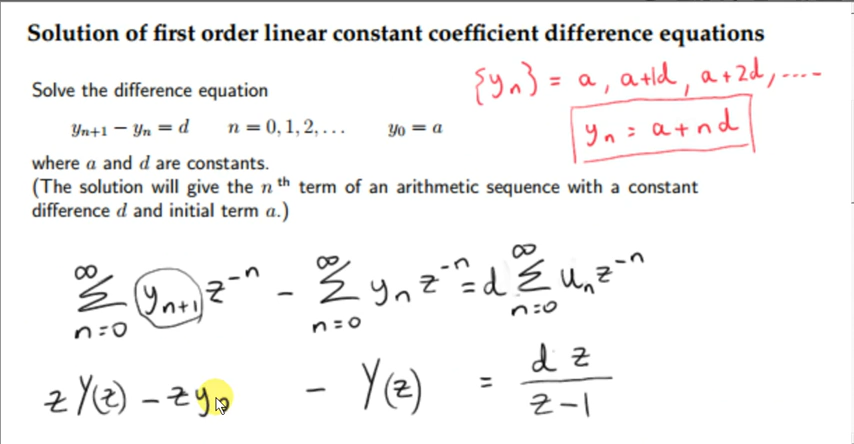 Solution of first order linear constant coefficient difference equations
{yₙ} = a, a+1d, a+2d, ....
Solve the difference equation
yₙ₊₁ − yₙ = d   n = 0, 1, 2, ...   y₀ = a
yₙ = a + nd
where a and d are constants.
(The solution will give the n th term of an arithmetic sequence with a constant
difference d and initial term a.)
∞ ∑ n=0 yₙ₊₁ z⁻ⁿ − ∞ ∑ n=0 yₙ z⁻ⁿ = d ∞ ∑ n=0 uₙ z⁻ⁿ
z Y(z) − z y₀ − Y(z) = d z / z − 1